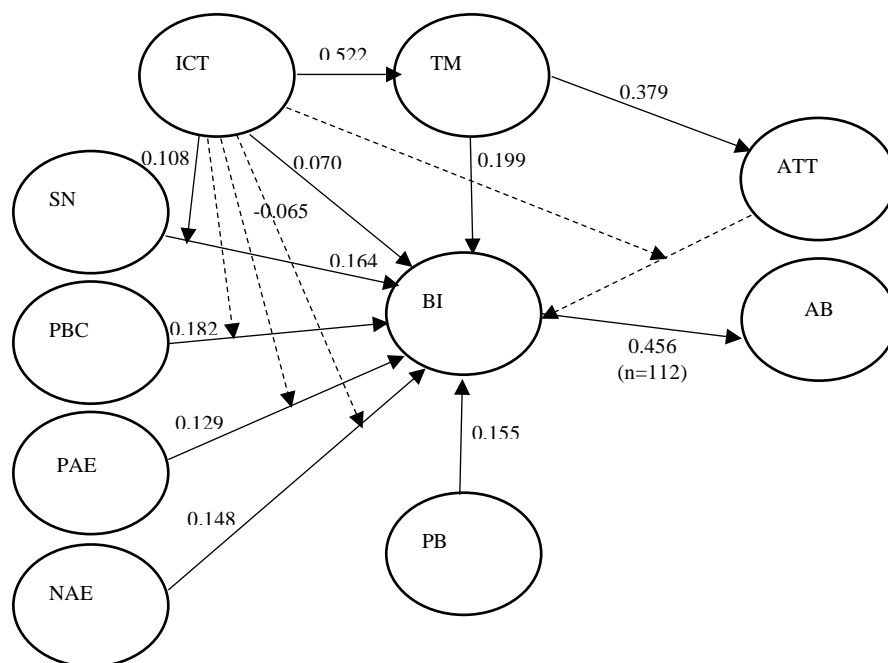 ICT
0.522
TM
0.379
0.108
0.070
0.199
ATT
SN
-0.065
0.164
BI
PBC
0.182
AB
0.456
(n=112)
0.129
0.155
PAE
0.148
PB
NAE